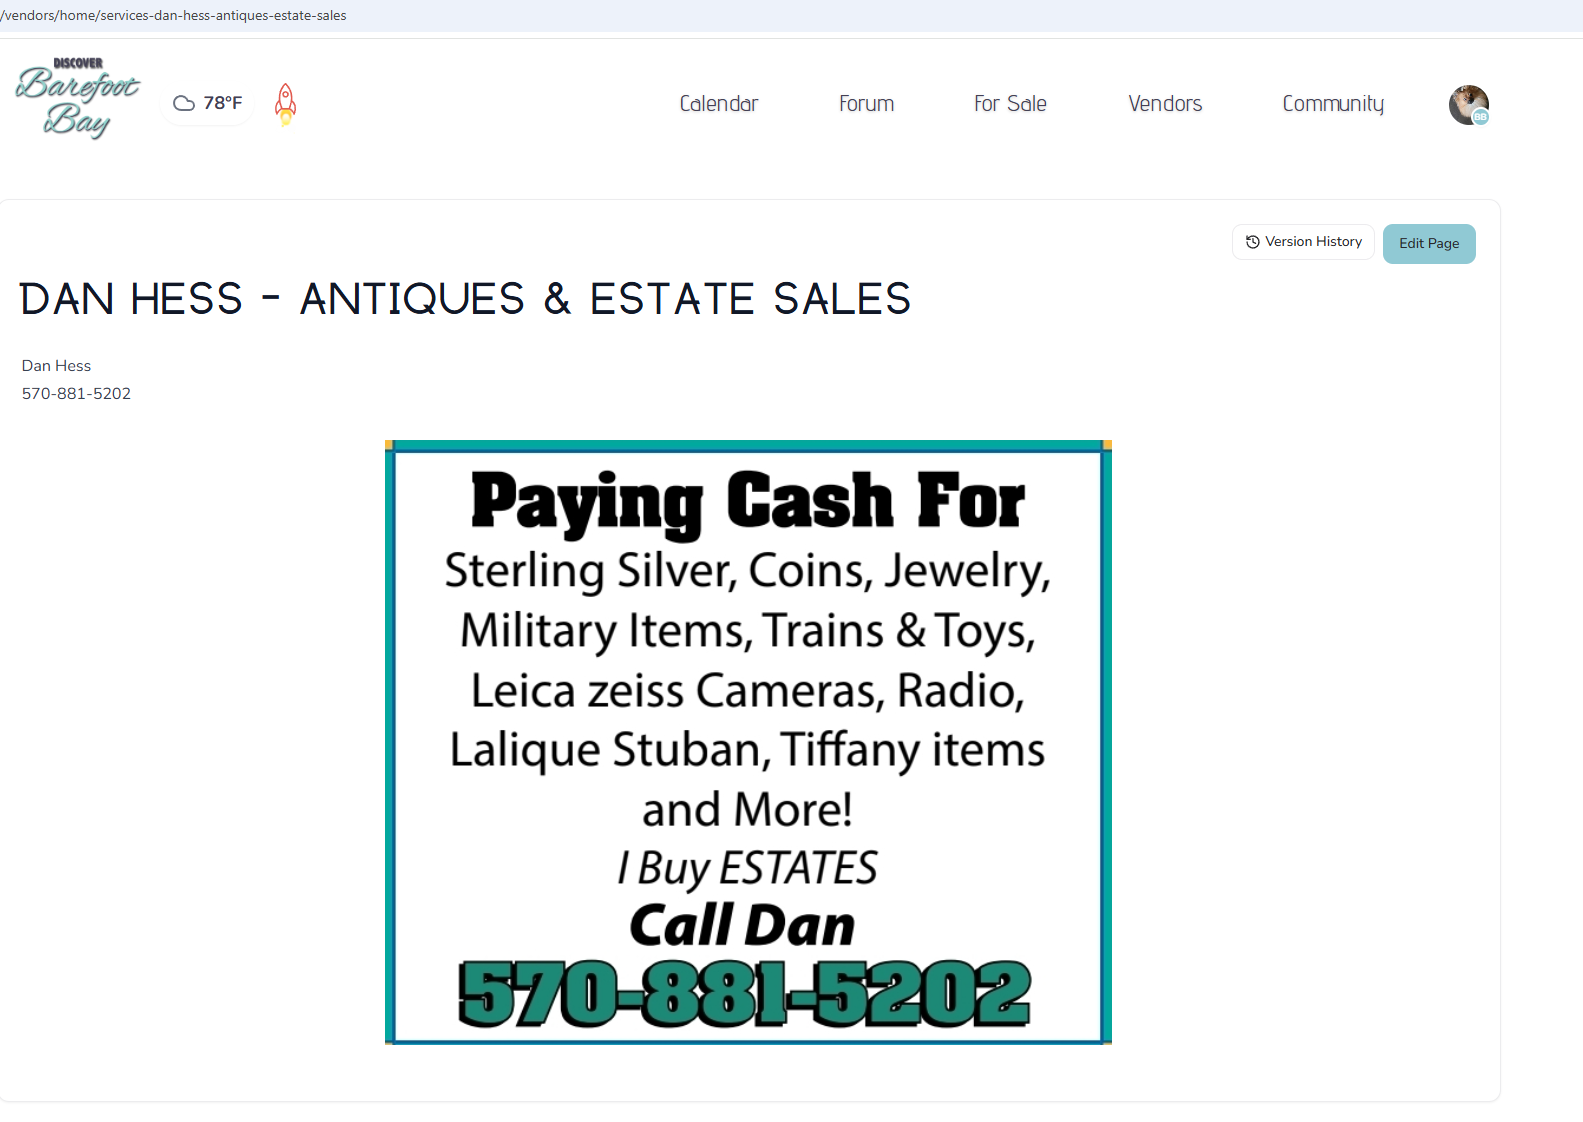 /vendors/home/services-dan-hess-antiques-estate-sales
DISCOVER
Barefoot
Bay
78°F
Calendar
Forum
For Sale
Vendors
Community
BB
Version History
Edit Page
DAN HESS - ANTIQUES & ESTATE SALES
Dan Hess
570-881-5202
Paying Cash For
Sterling Silver, Coins, Jewelry,
Military Items, Trains & Toys,
Leica zeiss Cameras, Radio,
Lalique Stuban, Tiffany items
and More!
I Buy ESTATES
Call Dan
570-881-5202